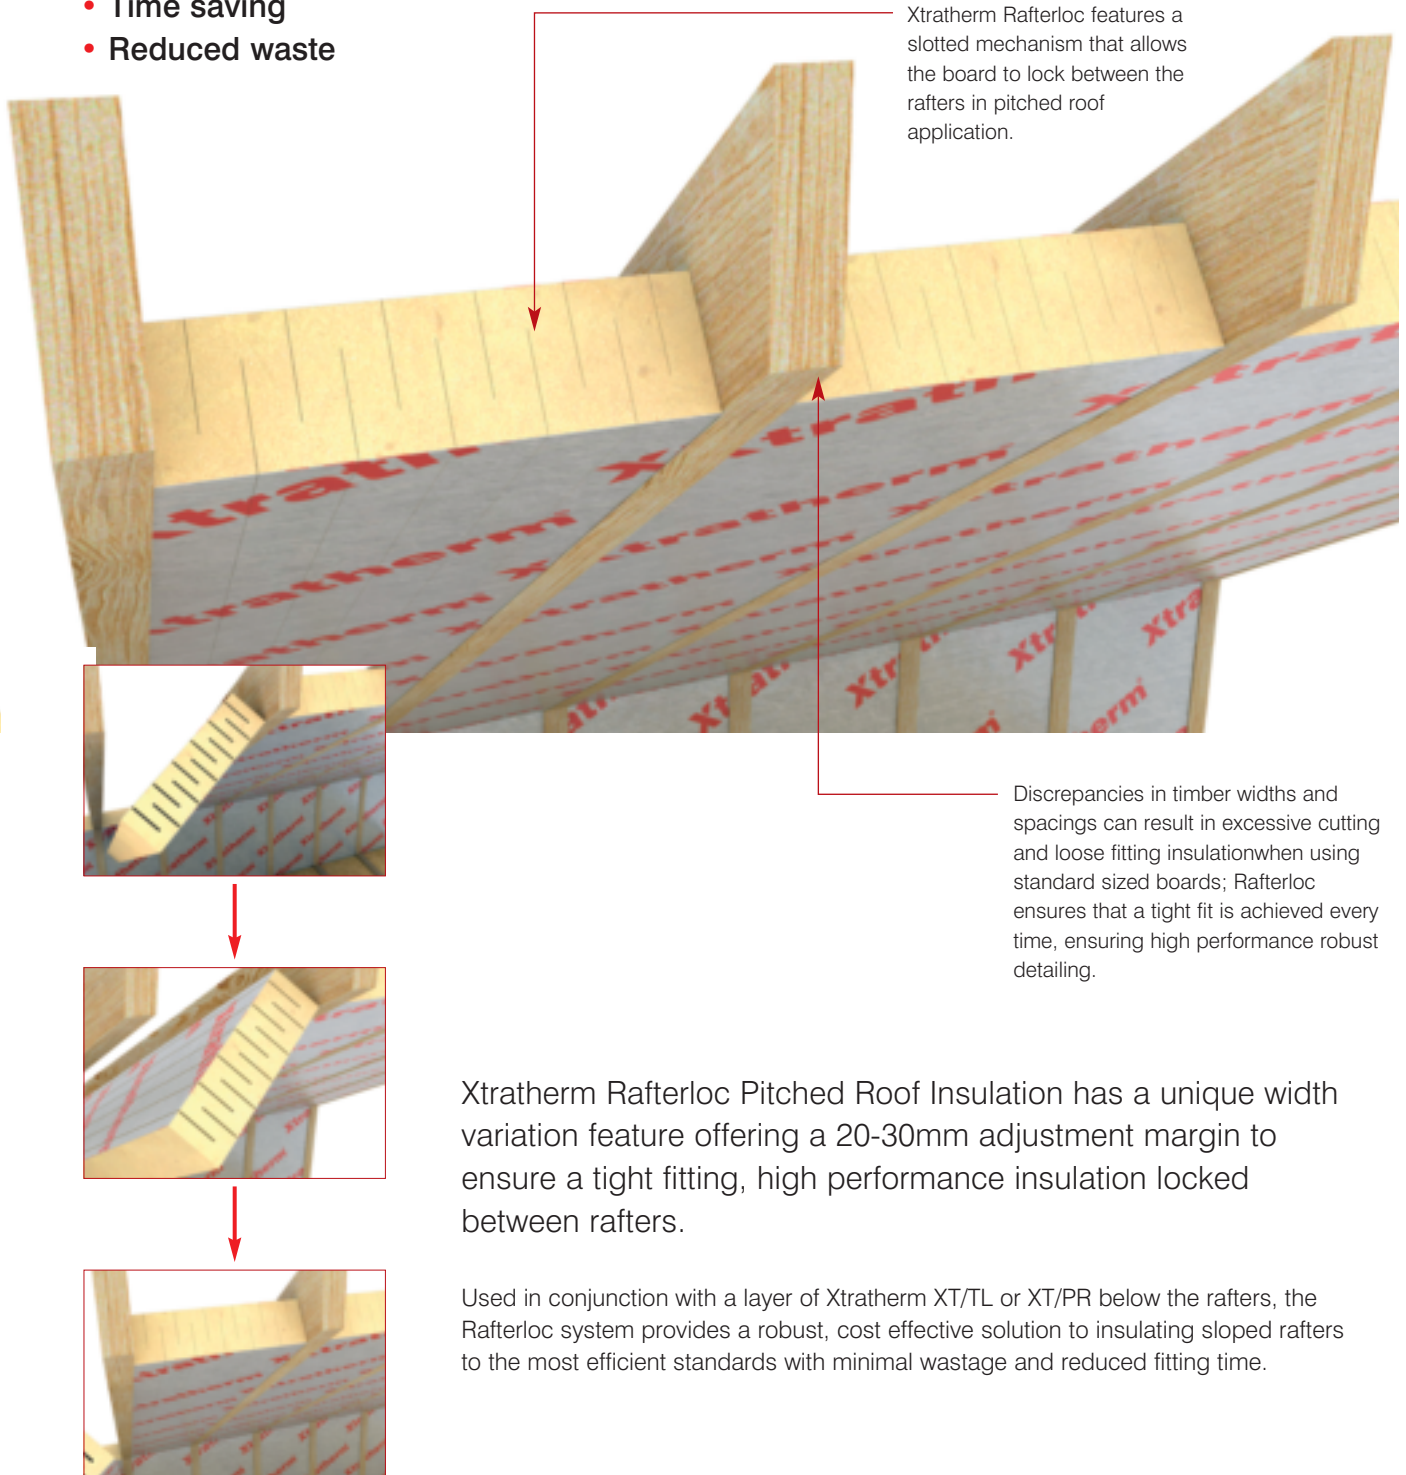 • Time saving
• Reduced waste
Xtratherm Rafterloc features a
slotted mechanism that allows
the board to lock between the
rafters in pitched roof
application.
Xtratherm
Xtratherm
Xtratherm
Xtratherm
Discrepancies in timber widths and
spacings can result in excessive cutting
and loose fitting insulationwhen using
standard sized boards; Rafterloc
ensures that a tight fit is achieved every
time, ensuring high performance robust
detailing.
Xtratherm Rafterloc Pitched Roof Insulation has a unique width
variation feature offering a 20-30mm adjustment margin to
ensure a tight fitting, high performance insulation locked
between rafters.
Used in conjunction with a layer of Xtratherm XT/TL or XT/PR below the rafters, the
Rafterloc system provides a robust, cost effective solution to insulating sloped rafters
to the most efficient standards with minimal wastage and reduced fitting time.